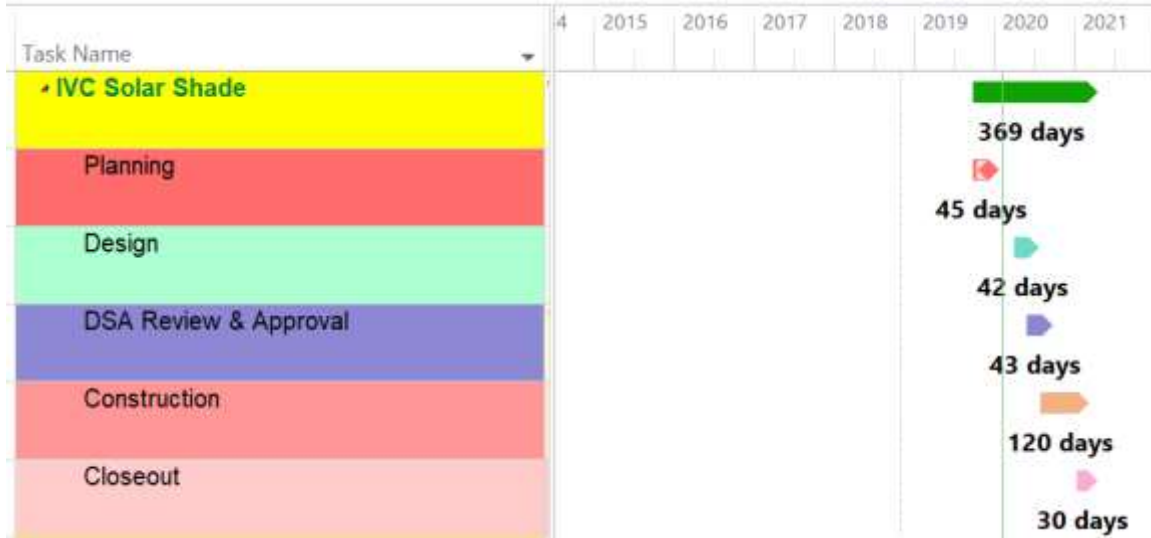 4 2015 2016 2017 2018 2019 2020 2021
Task Name
IVC Solar Shade
369 days
Planning
45 days
Design
42 days
DSA Review & Approval
43 days
Construction
120 days
Closeout
30 days